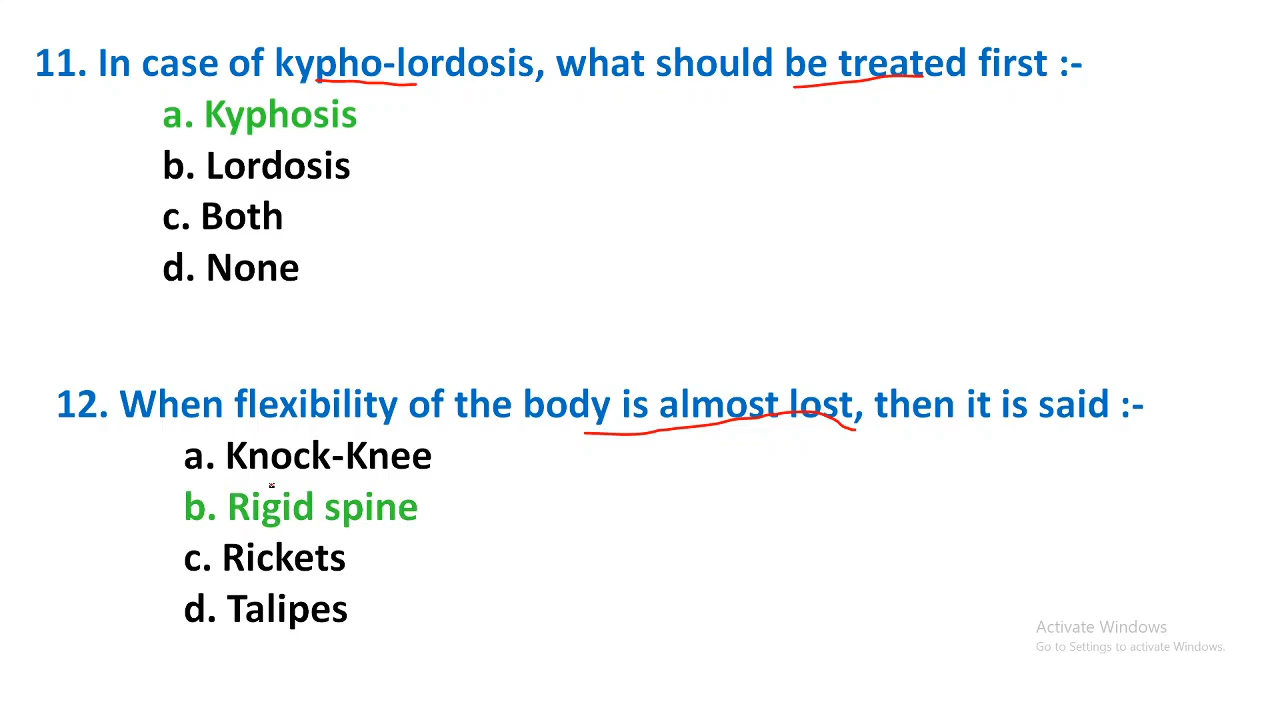 11. In case of kypho-lordosis, what should be treated first :-
a. Kyphosis
b. Lordosis
c. Both
d. None
12. When flexibility of the body is almost lost, then it is said :-
a. Knock-Knee
b. Rigid spine
c. Rickets
d. Talipes
Activate Windows
Go to Settings to activate Windows.